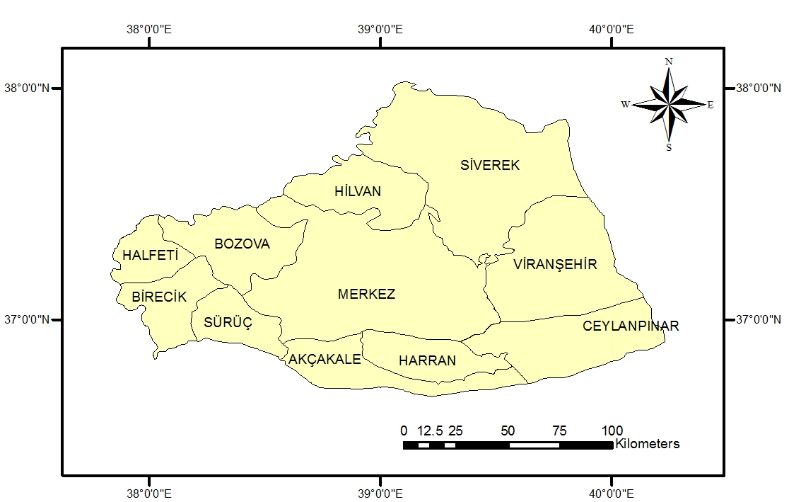 38°0'0"E 39°0'0"E 40°0'0"E
38°0'0"N 38°0'0"N
N
W E
S
SİVEREK
HİLVAN
BOZOVA
HALFETİ
VİRANŞEHİR
BİRECİK
MERKEZ
SÜRÜÇ
37°0'0"N 37°0'0"N
CEYLANPINAR
AKÇAKALE
HARRAN
0 12.5 25 50 75 100
Kilometers
38°0'0"E 39°0'0"E 40°0'0"E